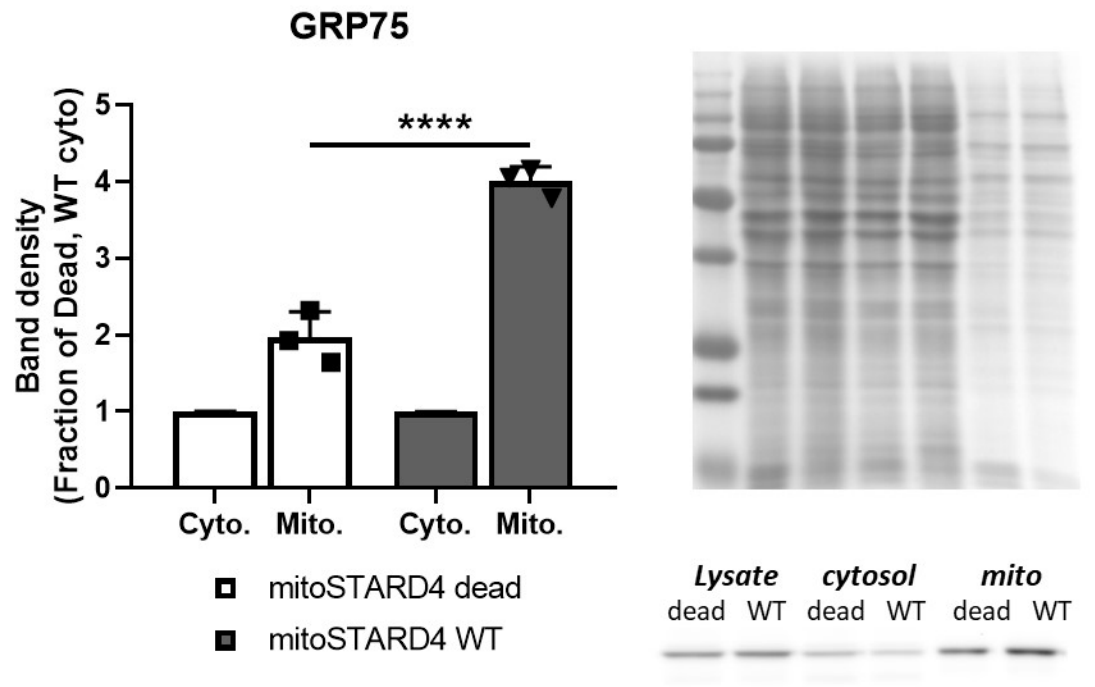 GRP75
Band density
(Fraction of Dead, WT cyto)
5
4
3
2
1
0
****
Cyto. Mito. Cyto. Mito.
mitoSTARD4 dead
mitoSTARD4 WT
Lysate cytosol mito
dead WT dead WT dead WT